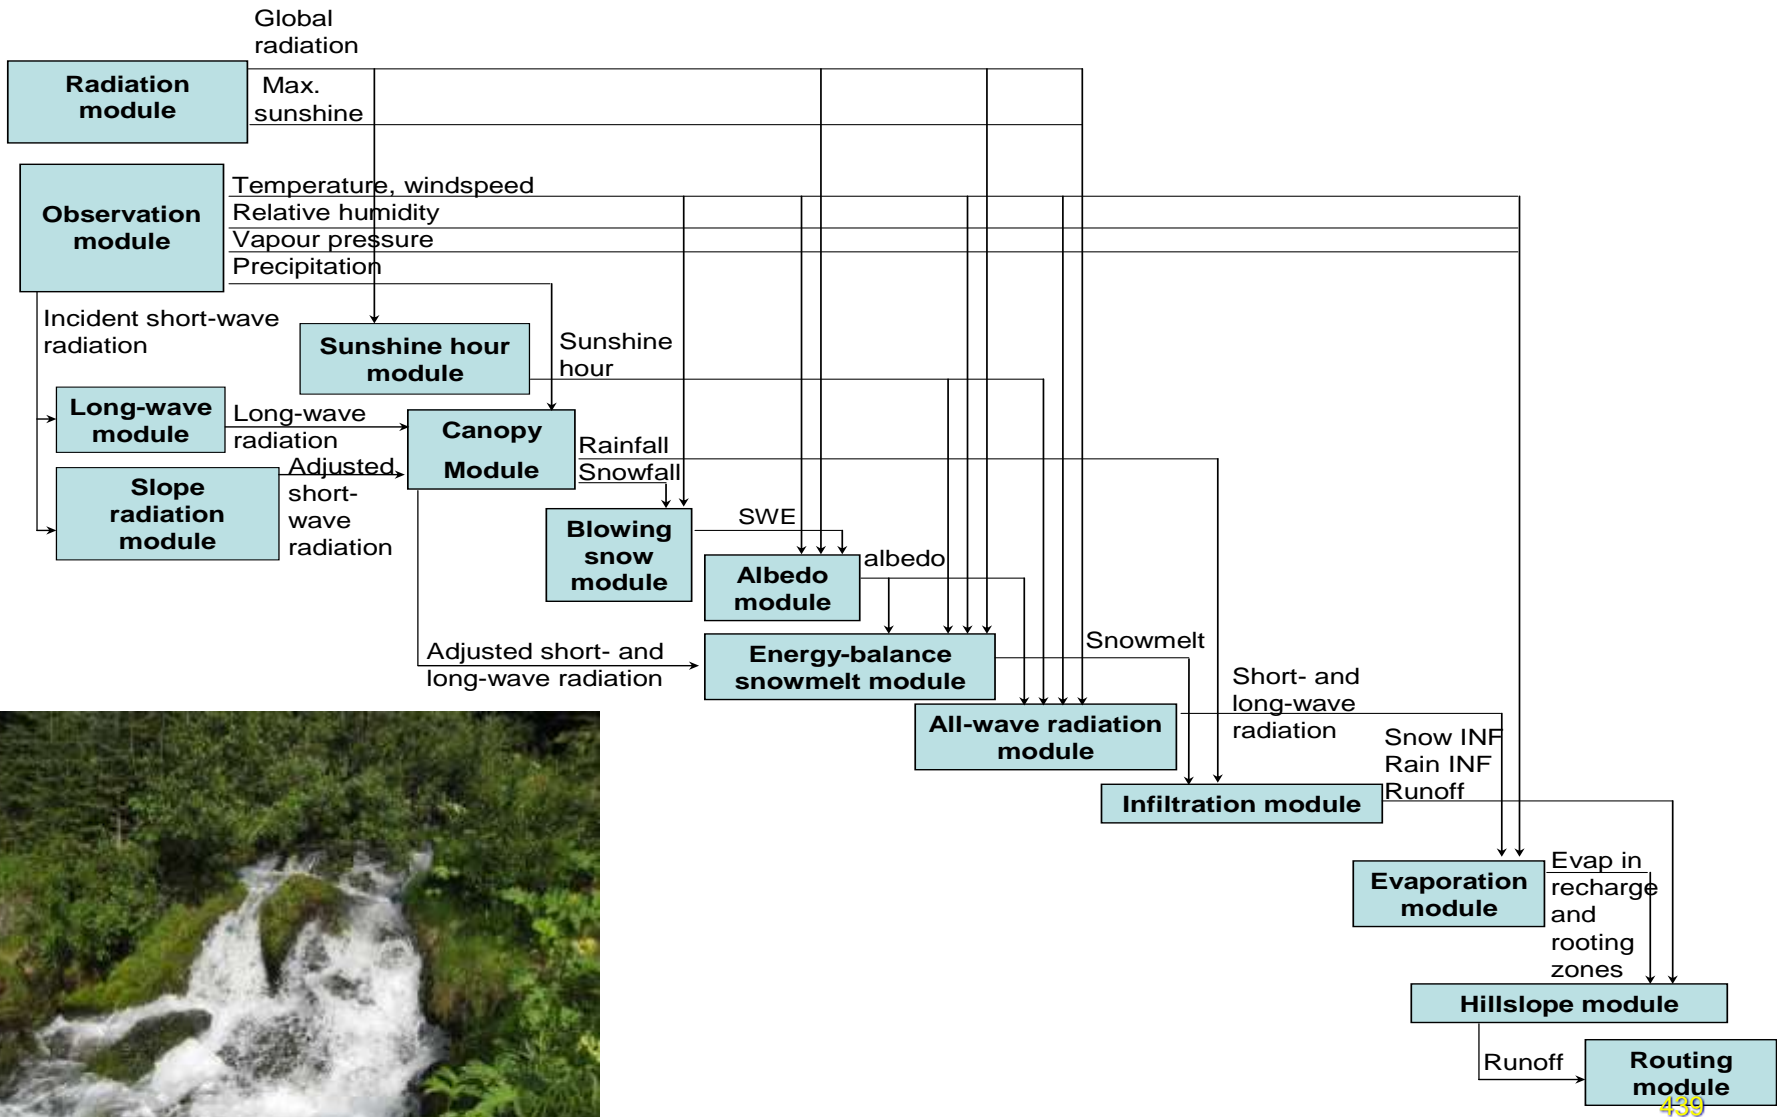 Global
radiation
Radiation
module
Max.
sunshine
Observation
module
Temperature, windspeed
Relative humidity
Vapour pressure
Precipitation
Incident short-wave
radiation
Sunshine hour
module
Sunshine
hour
Long-wave
module
Long-wave
radiation
Canopy
Module
Rainfall
Snowfall
Slope
radiation
module
Adjusted
short-
wave
radiation
Blowing
snow
module
SWE
Albedo
module
albedo
Adjusted short- and
long-wave radiation
Energy-balance
snowmelt module
Snowmelt
All-wave radiation
module
Short- and
long-wave
radiation
Snow INF
Rain INF
Runoff
Infiltration module
Evaporation
module
Evap in
recharge
and
rooting
zones
Hillslope module
Runoff
Routing
module
439